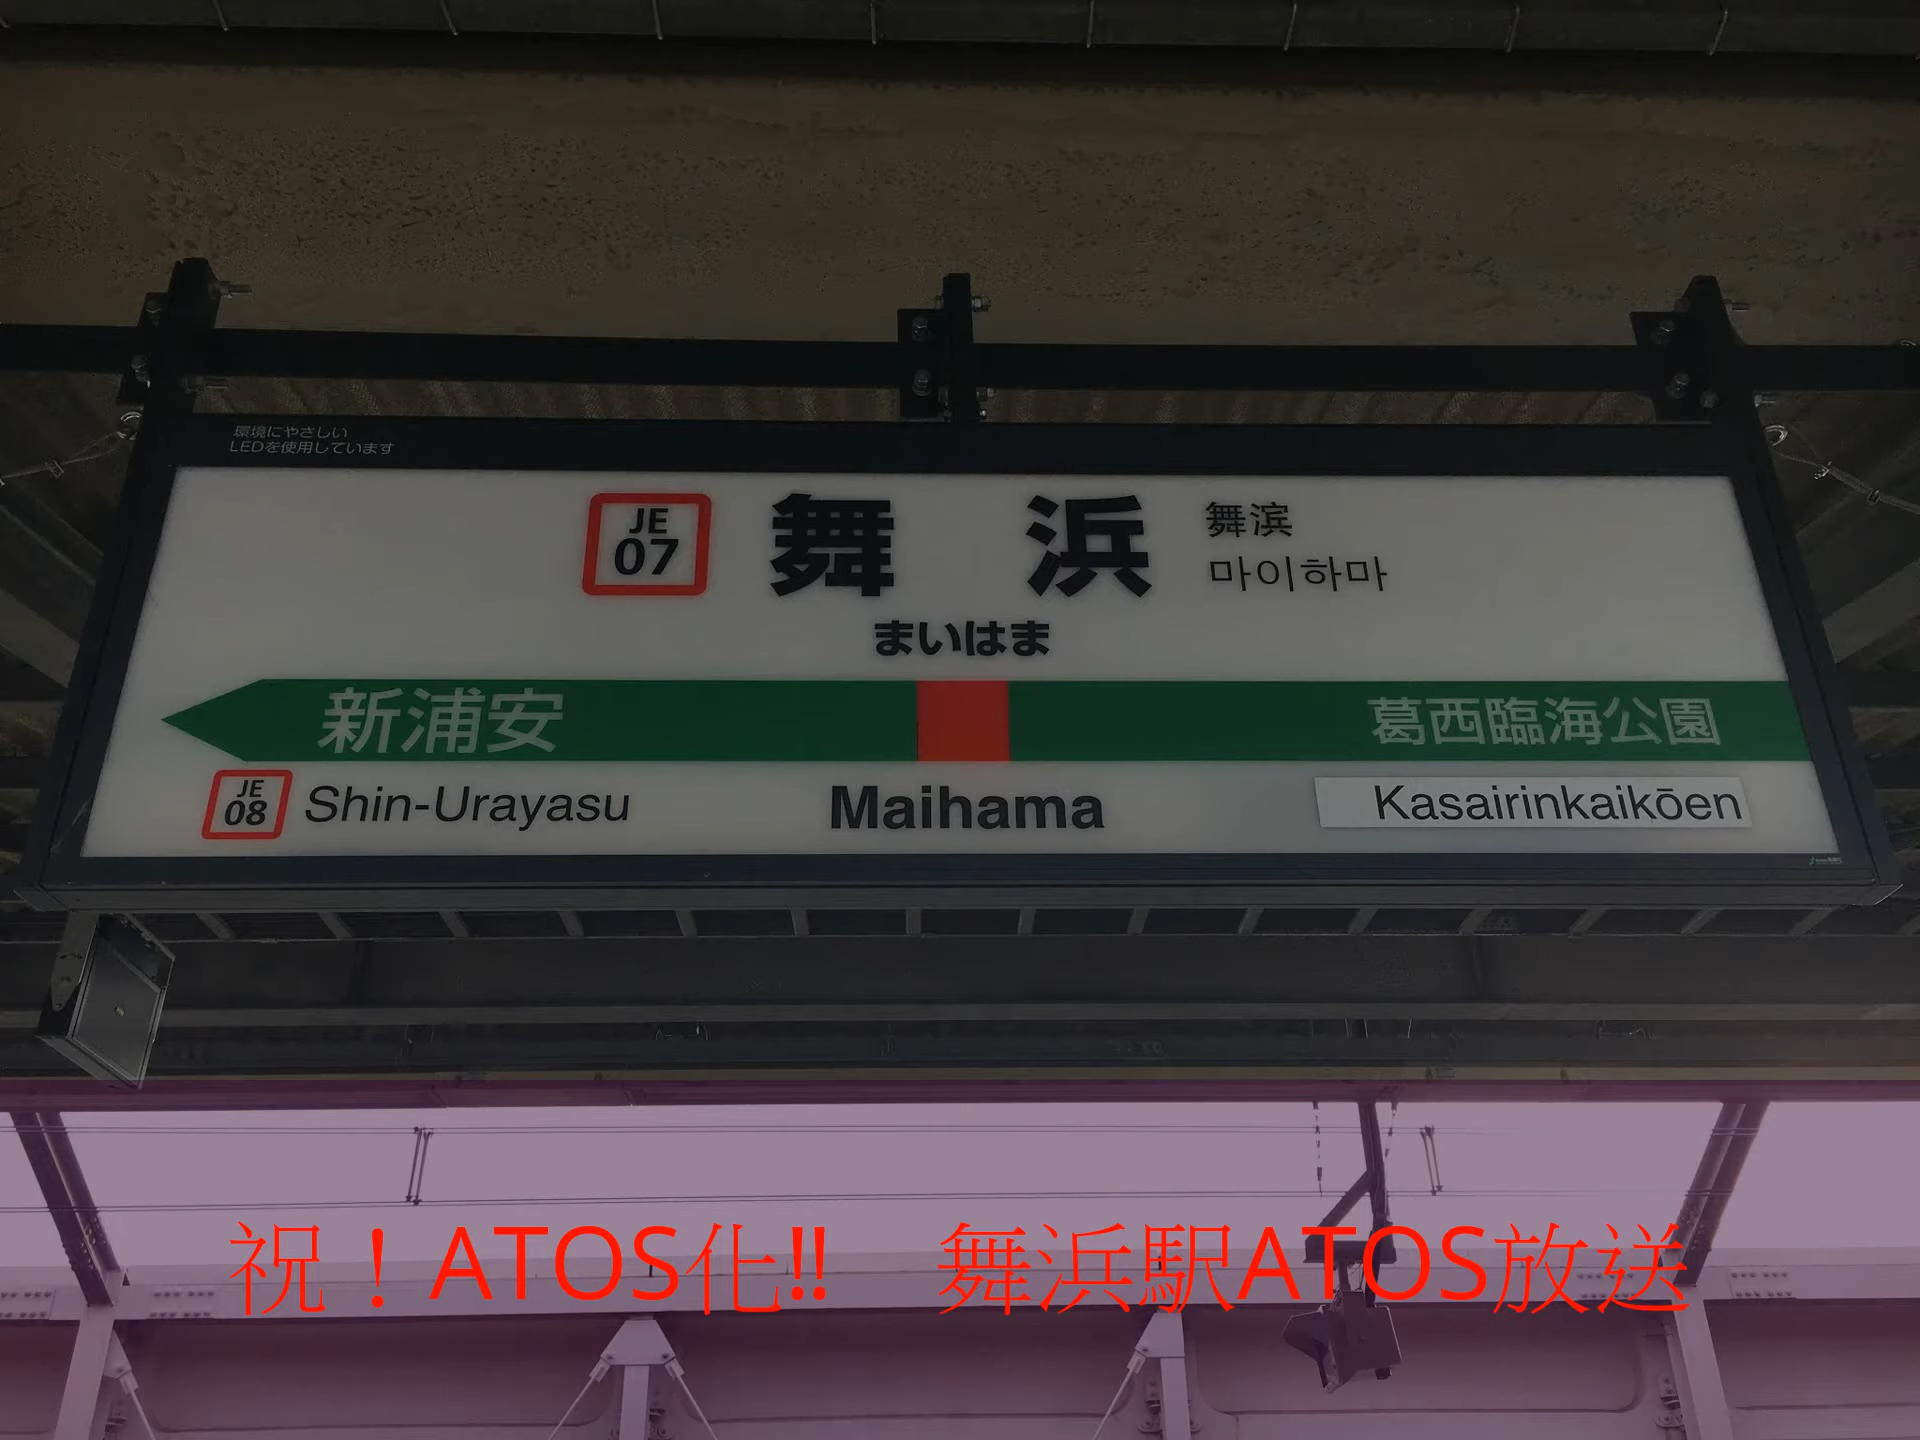 環境にやさしい
LEDを使用しています
JE
07
舞浜
舞滨
마이하마
まいはま
新浦安
葛西臨海公園
JE
08
Shin-Urayasu
Maihama
Kasairinkaikōen
祝！ATOS化‼　舞浜駅ATOS放送